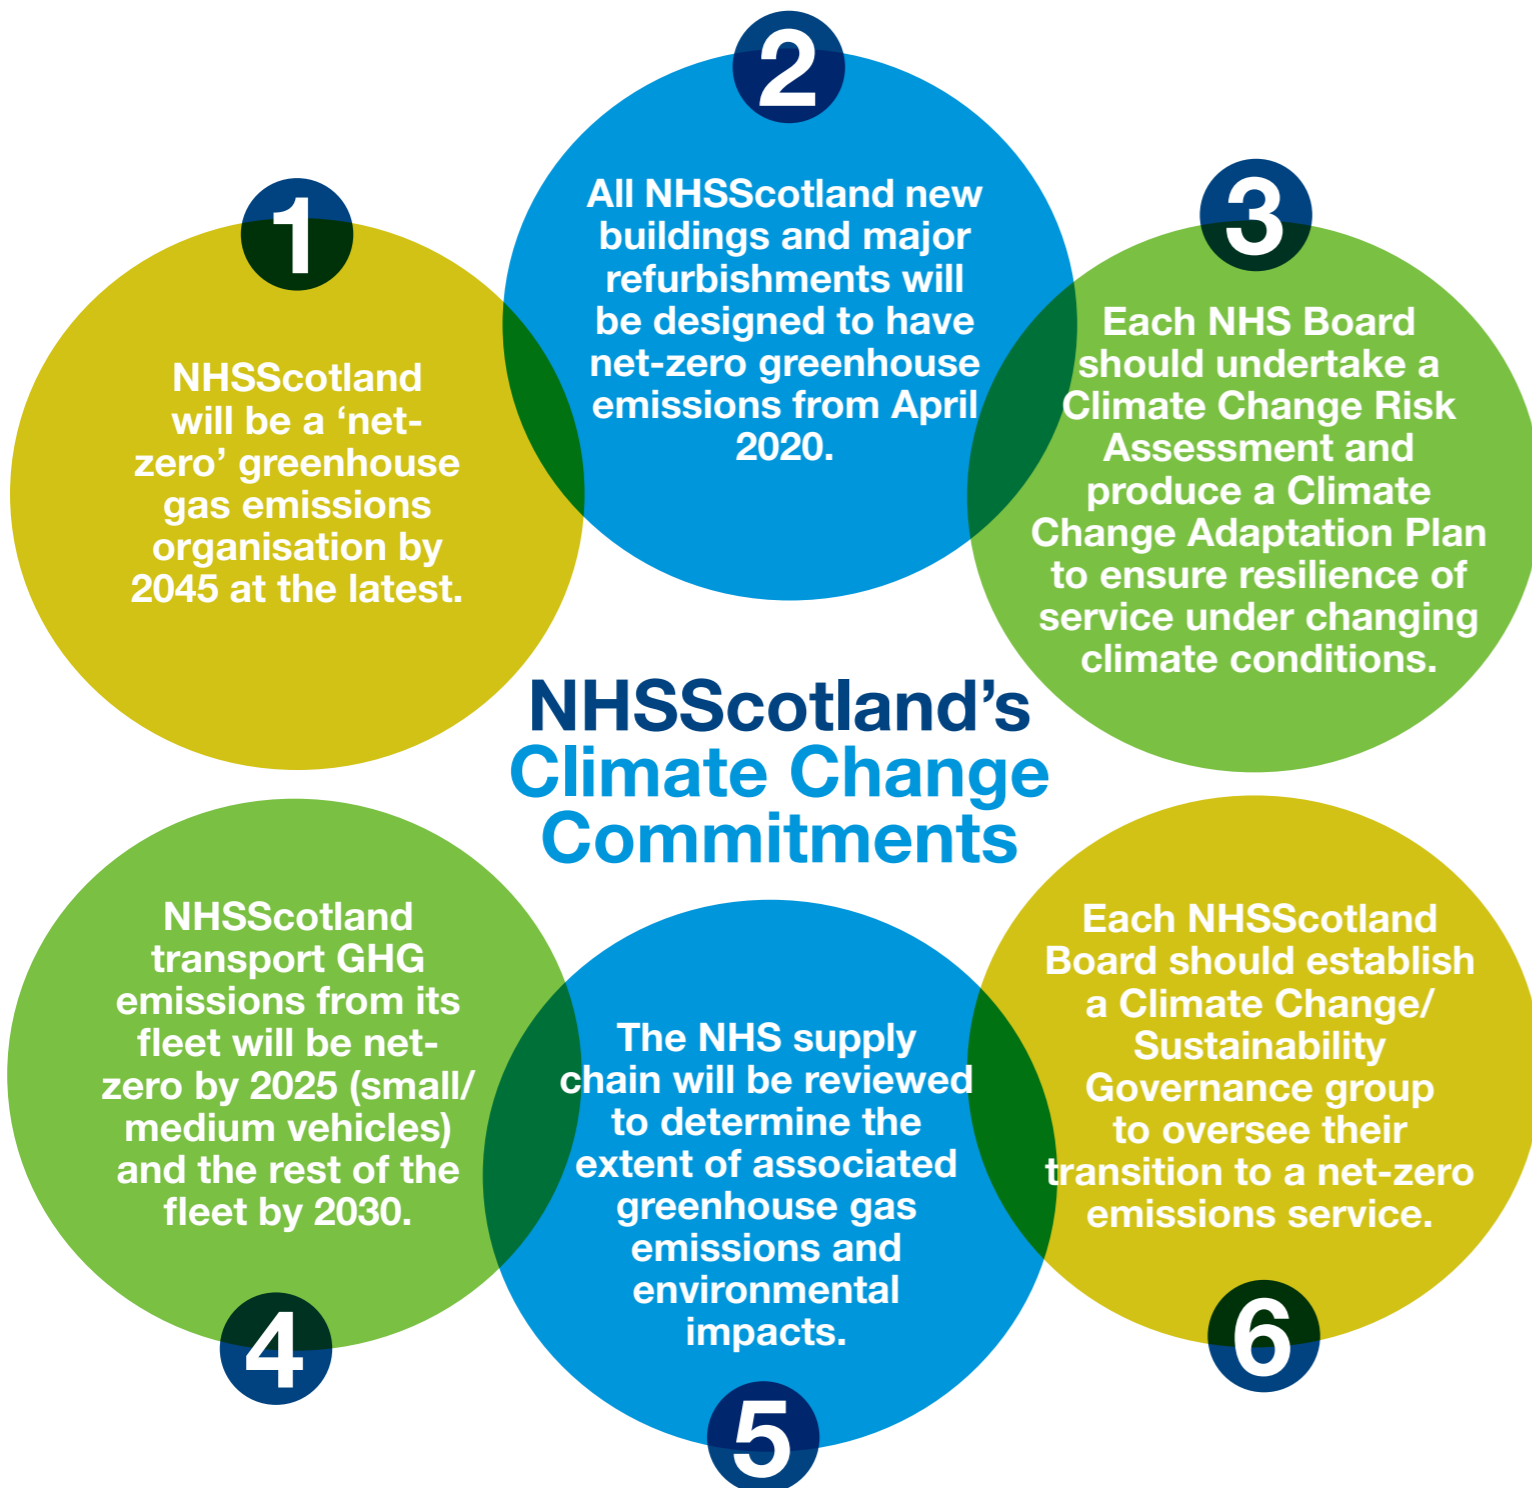 1
NHSScotland
will be a ‘net-
zero’ greenhouse
gas emissions
organisation by
2045 at the latest.
2
All NHSScotland new
buildings and major
refurbishments will
be designed to have
net-zero greenhouse
emissions from April
2020.
3
Each NHS Board
should undertake a
Climate Change Risk
Assessment and
produce a Climate
Change Adaptation Plan
to ensure resilience of
service under changing
climate conditions.
NHSScotland’s
Climate Change
Commitments
NHSScotland
transport GHG
emissions from its
fleet will be net-
zero by 2025 (small/
medium vehicles)
and the rest of the
fleet by 2030.
4
The NHS supply
chain will be reviewed
to determine the
extent of associated
greenhouse gas
emissions and
environmental
impacts.
5
Each NHSScotland
Board should establish
a Climate Change/
Sustainability
Governance group
to oversee their
transition to a net-zero
emissions service.
6